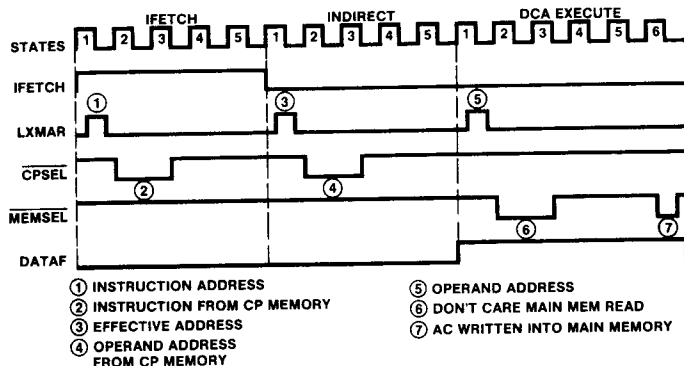 IFETCH INDIRECT DCA EXECUTE
STATES 1 2 3 4 5 1 2 3 4 5 1 2 3 4 5 6
IFETCH
LXMAR 1 3 5
CPSEL 2 4
MEMSEL 6 7
DATAF
1 INSTRUCTION ADDRESS
2 INSTRUCTION FROM CP MEMORY
3 EFFECTIVE ADDRESS
4 OPERAND ADDRESS
FROM CP MEMORY
5 OPERAND ADDRESS
6 DON'T CARE MAIN MEM READ
7 AC WRITTEN INTO MAIN MEMORY